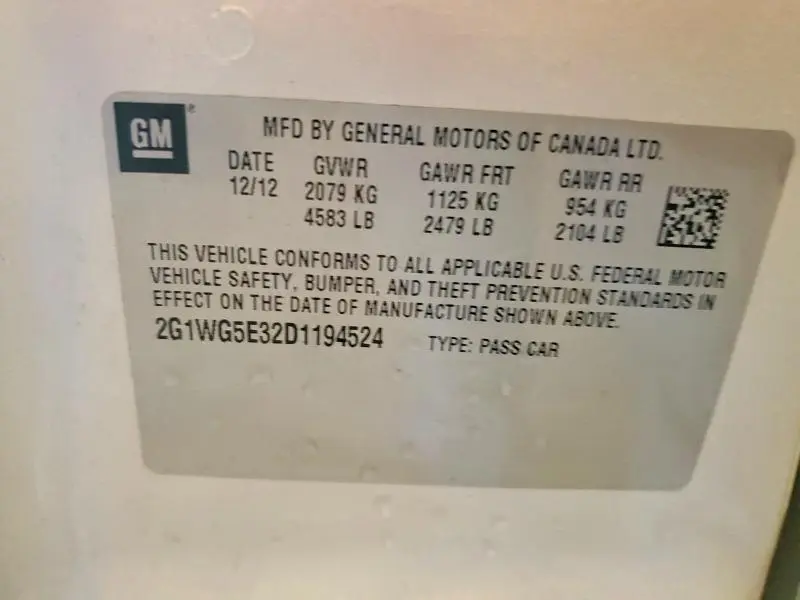 GM ®
MFD BY GENERAL MOTORS OF CANADA LTD.
DATE GVWR GAWR FRT GAWR RR
12/12 2079 KG 1125 KG 954 KG
4583 LB 2479 LB 2104 LB
THIS VEHICLE CONFORMS TO ALL APPLICABLE U.S. FEDERAL MOTOR
VEHICLE SAFETY, BUMPER, AND THEFT PREVENTION STANDARDS IN
EFFECT ON THE DATE OF MANUFACTURE SHOWN ABOVE.
2G1WG5E32D1194524 TYPE: PASS CAR